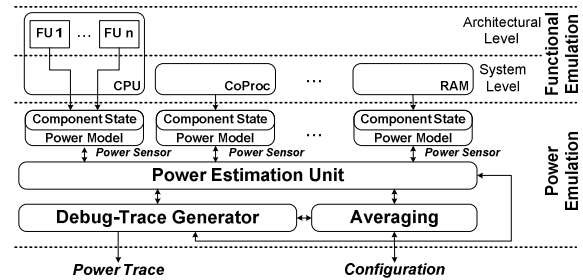 FU 1 ... FU n
CPU
CoProc
...
RAM
Architectural
Level
System
Level
Functional
Emulation
Component State
Power Model
Component State
Power Model
...
Component State
Power Model
Power Sensor
Power Sensor
Power Sensor
Power Estimation Unit
Debug-Trace Generator
Averaging
Power
Emulation
Power Trace
Configuration